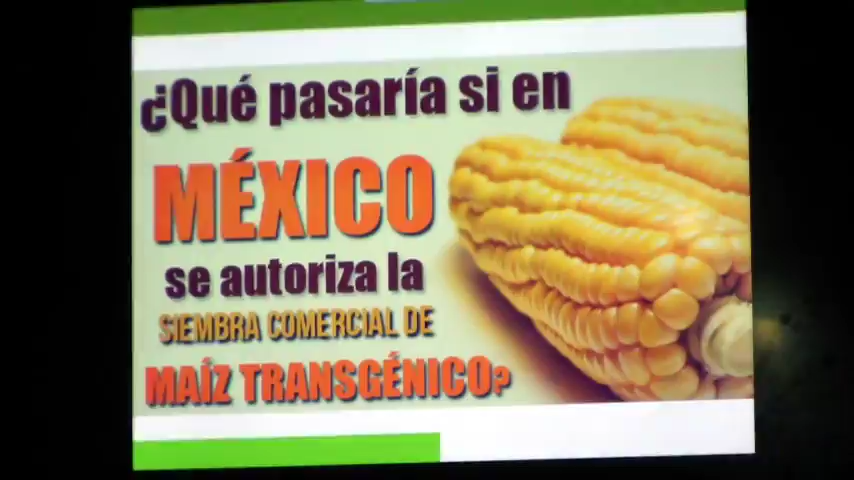 ¿Qué pasaría si en
MÉXICO
se autoriza la
SIEMBRA COMERCIAL DE
MAÍZ TRANSGÉNICO?